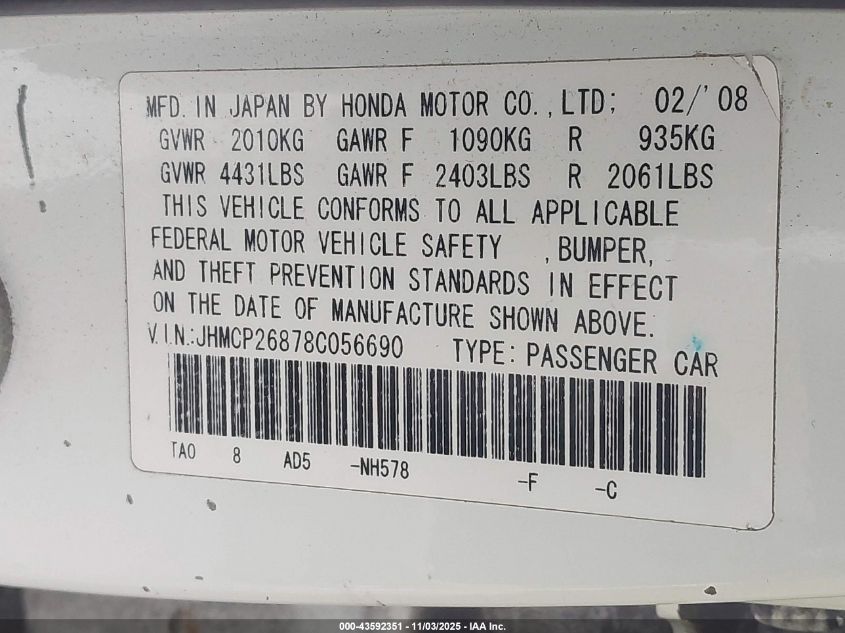 MFD. IN JAPAN BY HONDA MOTOR CO., LTD; 02/'08
GVWR 2010KG GAWR F 1090KG R 935KG
GVWR 4431LBS GAWR F 2403LBS R 2061LBS
THIS VEHICLE CONFORMS TO ALL APPLICABLE
FEDERAL MOTOR VEHICLE SAFETY , BUMPER,
AND THEFT PREVENTION STANDARDS IN EFFECT
ON THE DATE OF MANUFACTURE SHOWN ABOVE.
V.I.N.:JHMCP26878C056690 TYPE: PASSENGER CAR
TA0 8 AD5 -NH578 -F -C
000-43592351 - 11/03/2025 - IAA Inc.